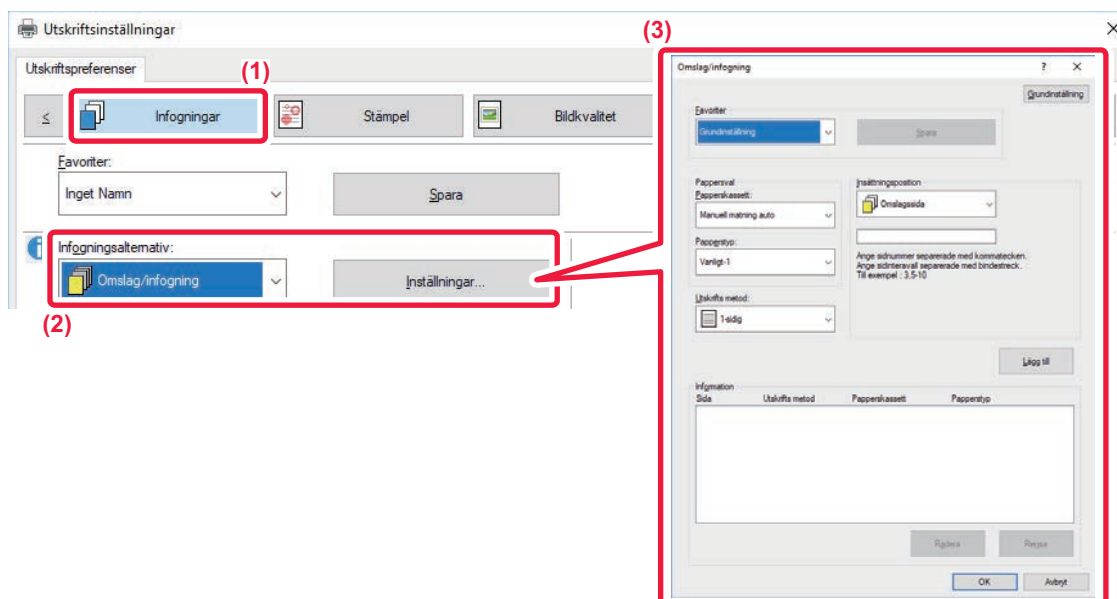 Utskriftsinställningar
(3)
Utskriftspreferenser
(1)
<
Infogningar
Stämpel
Bildkvalitet
Favoriter:
Inget Namn
Spara
Infogningsalternativ:
Omslag/infogning
Inställningar...
(2)
Omslag/infogning
?
Grundinställning
Favoriter
Grundinställning
Spara
Pappersval
Papperskassett:
Manuell matning auto
Papperstyp:
Vanligt-1
Utskrifts metod:
1-sidig
Insättningsposition
Omslagssida
Ange sidnummer separerade med kommatecken.
Ange sidintervall separerade med bindestreck.
Till exempel : 3,5-10
Lägg till
Information
Sida Utskrifts metod Papperskassett Papperstyp
Radera
OK Avbryt